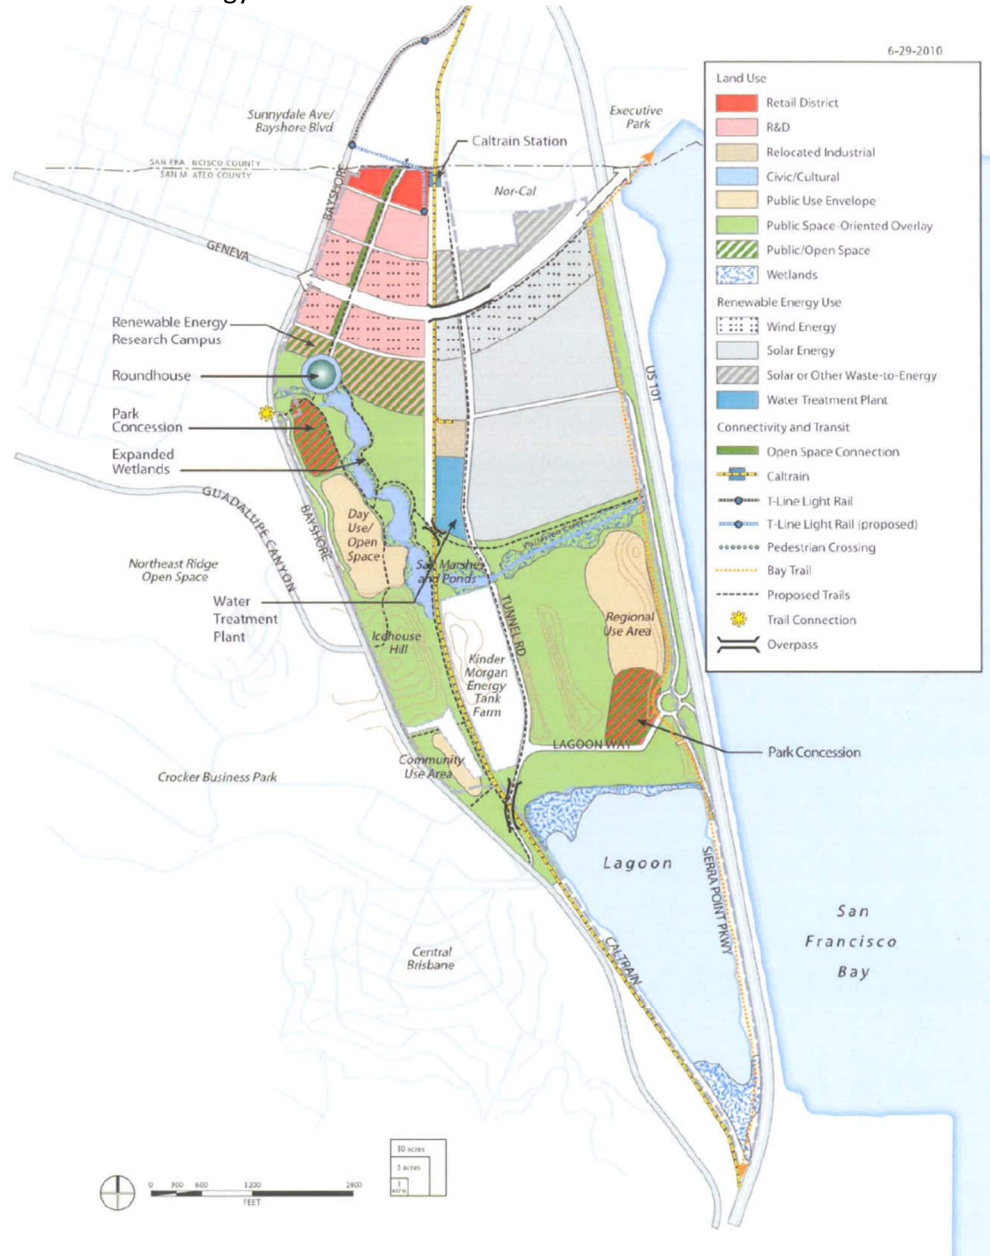 6-29-2010
Land Use
Retail District
R&D
Relocated Industrial
Civic/Cultural
Public Use Envelope
Public Space-Oriented Overlay
Public/Open Space
Wetlands
Renewable Energy Use
Wind Energy
Solar Energy
Solar or Other Waste-to-Energy
Water Treatment Plant
Connectivity and Transit
Open Space Connection
Caltrain
T-Line Light Rail
T-Line Light Rail (proposed)
Pedestrian Crossing
Bay Trail
Proposed Trails
Trail Connection
Overpass
Sunnydale Ave/
Bayshore Blvd
Executive
Park
Caltrain Station
SAN FRANCISCO COUNTY
SAN MATEO COUNTY
Nor-Cal
BAYSHORE
GENEVA
Renewable Energy
Research Campus
Roundhouse
US 101
Park
Concession
Expanded
Wetlands
GUADALUPE CANYON
BAYSHORE
Day
Use/
Open
Space
Northeast Ridge
Open Space
Salt Marshes
and Ponds
Water
Treatment
Plant
TUNNEL RD
Regional
Use Area
Icehouse
Hill
Kinder
Morgan
Energy
Tank
Farm
LAGOON WAY
Park Concession
Community
Use Area
Crocker Business Park
Lagoon
SIERRA POINT PKWY
San
Francisco
Bay
Central
Brisbane
CALTRAIN
10 acres
5 acres
1
acre
0 300 600 1200 2400
FEET